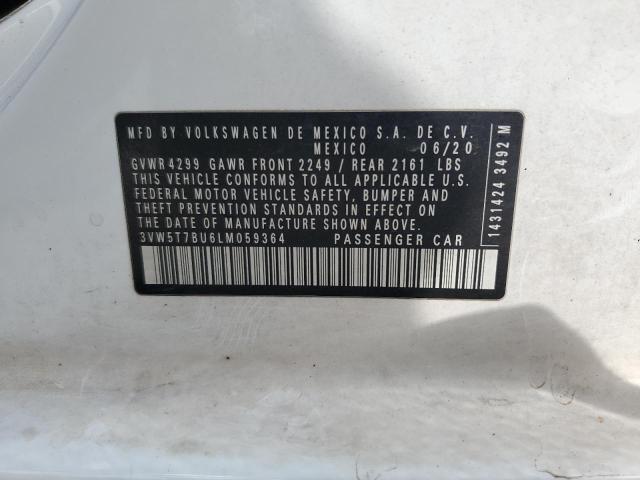 MFD BY VOLKSWAGEN DE MEXICO S.A. DE C.V.
MEXICO 06/20
GVWR 4299 GAWR FRONT 2249 / REAR 2161 LBS
THIS VEHICLE CONFORMS TO ALL APPLICABLE U.S.
FEDERAL MOTOR VEHICLE SAFETY, BUMPER AND
THEFT PREVENTION STANDARDS IN EFFECT ON
THE DATE OF MANUFACTURE SHOWN ABOVE.
3VW5T7BU6LM059364 PASSENGER CAR
1431424 3492 M